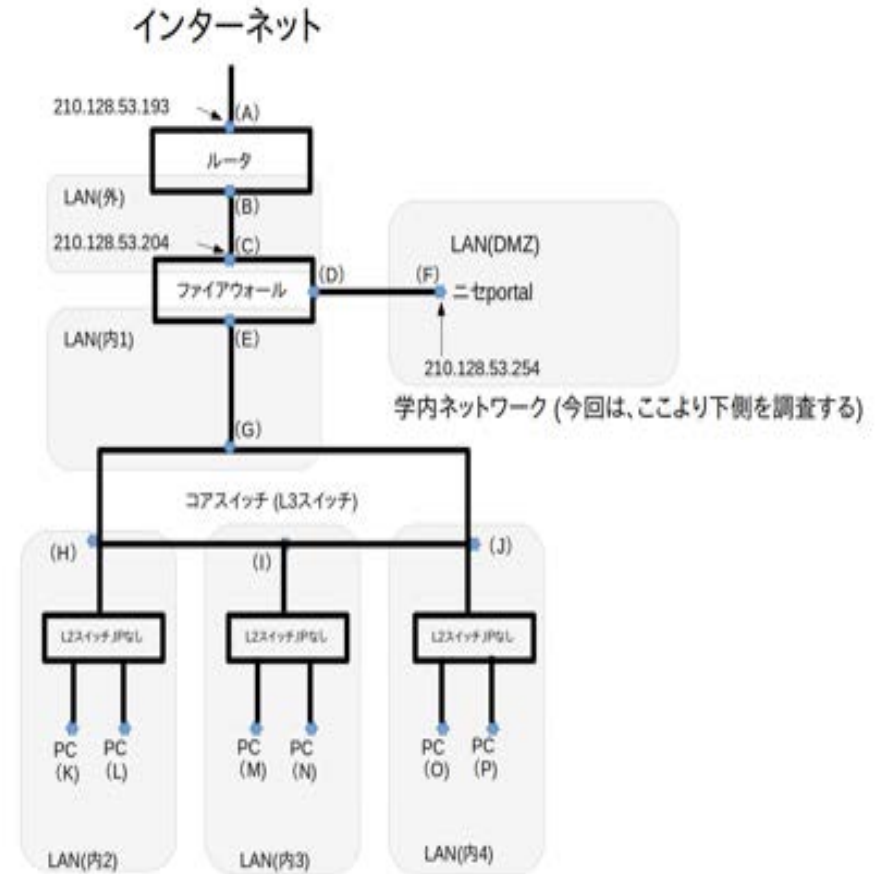 インターネット
210.128.53.193
(A)
ルータ
LAN(外)
(B)
210.128.53.204
(C)
ファイアウォール
(D)
(F)
LAN(DMZ)
ニセportal
210.128.53.254
LAN(内1)
(E)
学内ネットワーク (今回は、ここより下側を調査する)
(G)
コアスイッチ (L3スイッチ)
(H)
(I)
(J)
L2スイッチ,IPなし
L2スイッチ,IPなし
L2スイッチ,IPなし
PC
(K)
PC
(L)
PC
(M)
PC
(N)
PC
(O)
PC
(P)
LAN(内2)
LAN(内3)
LAN(内4)